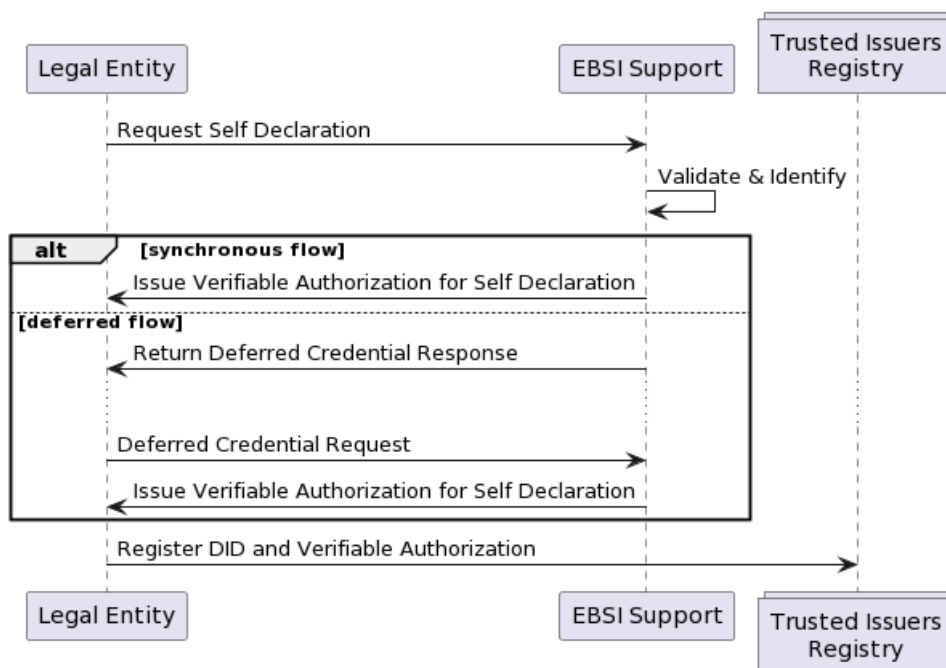 Legal Entity
EBSI Support
Trusted Issuers
Registry
Request Self Declaration
Validate & Identify
alt
[synchronous flow]
Issue Verifiable Authorization for Self Declaration
[deferred flow]
Return Deferred Credential Response
Deferred Credential Request
Issue Verifiable Authorization for Self Declaration
Register DID and Verifiable Authorization
Legal Entity
EBSI Support
Trusted Issuers
Registry